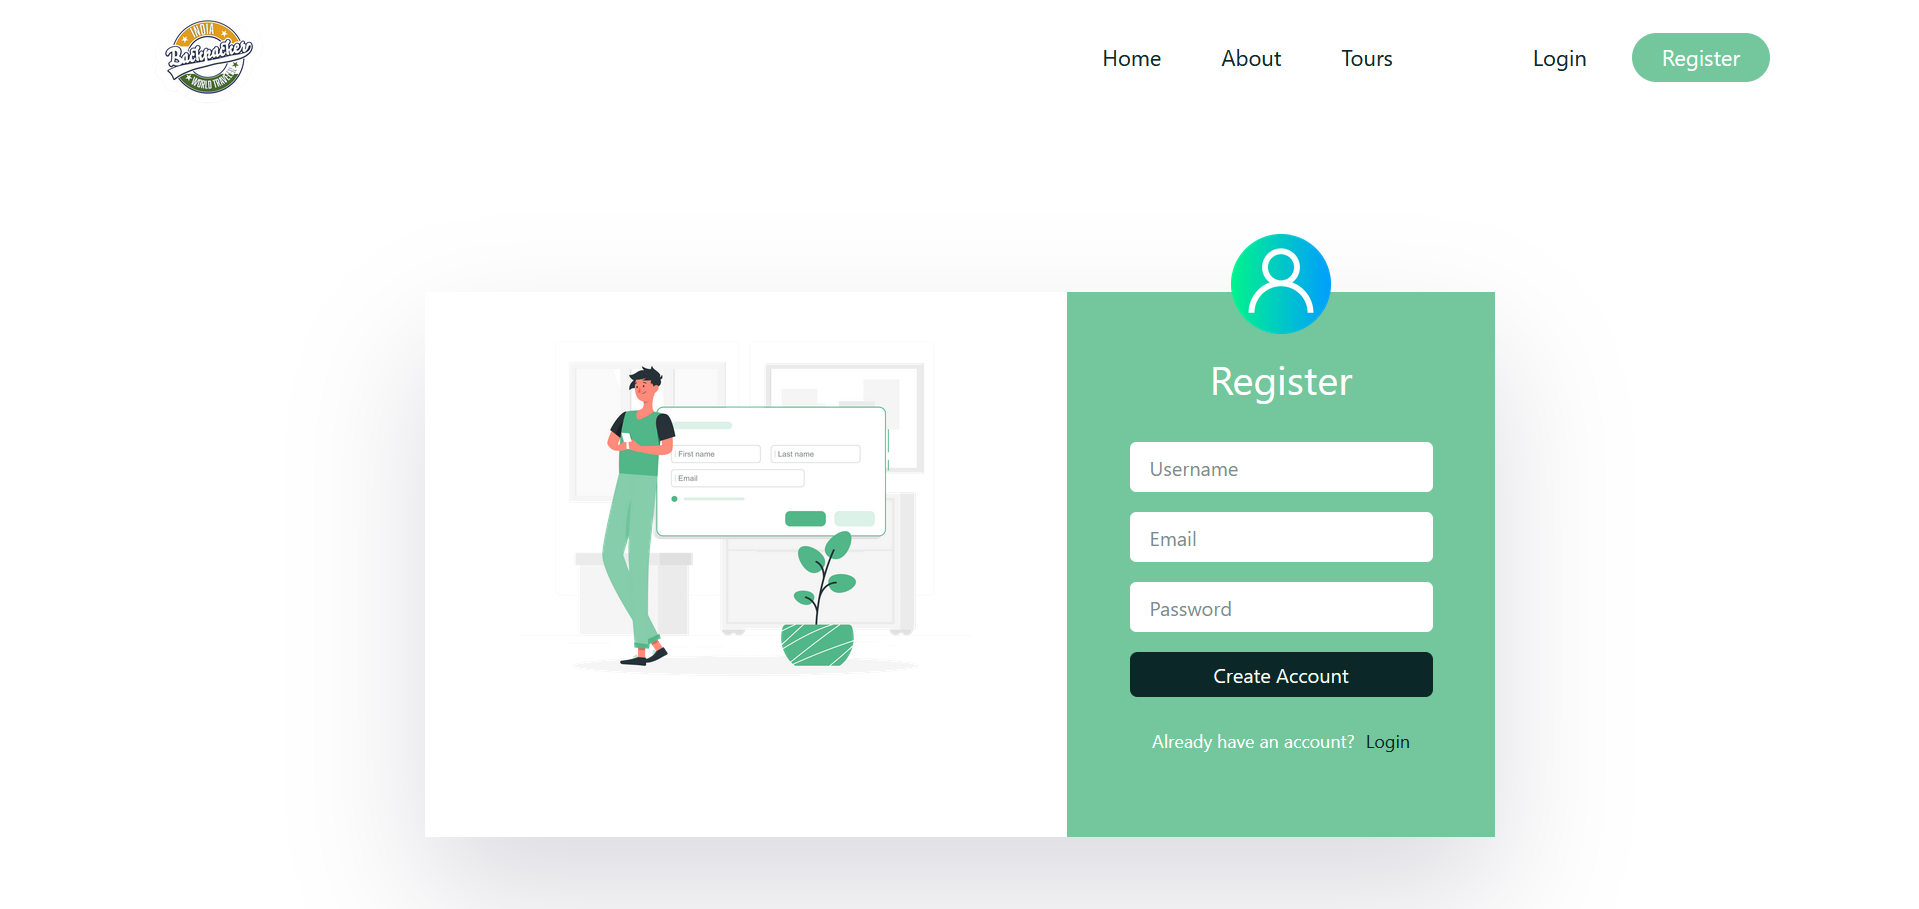 INDIA
Backpacker
WORLD TRAVEL
Home About Tours Login Register
First name Last name
Email
Register
Username
Email
Password
Create Account
Already have an account? Login